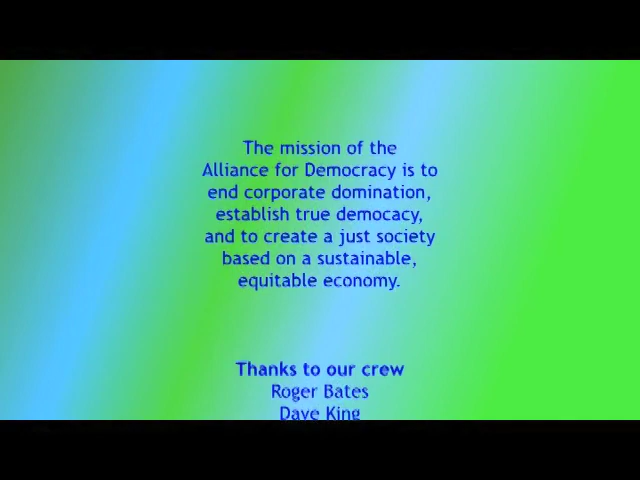 The mission of the
Alliance for Democracy is to
end corporate domination,
establish true democacy,
and to create a just society
based on a sustainable,
equitable economy.
Thanks to our crew
Roger Bates
Dave King